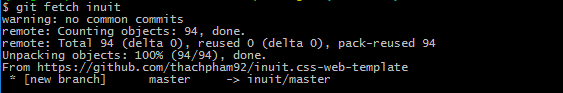 $ git fetch inuit
warning: no common commits
remote: Counting objects: 94, done.
remote: Total 94 (delta 0), reused 0 (delta 0), pack-reused 94
Unpacking objects: 100% (94/94), done.
From https://github.com/thachpham92/inuit.css-web-template
 * [new branch]      master     -> inuit/master